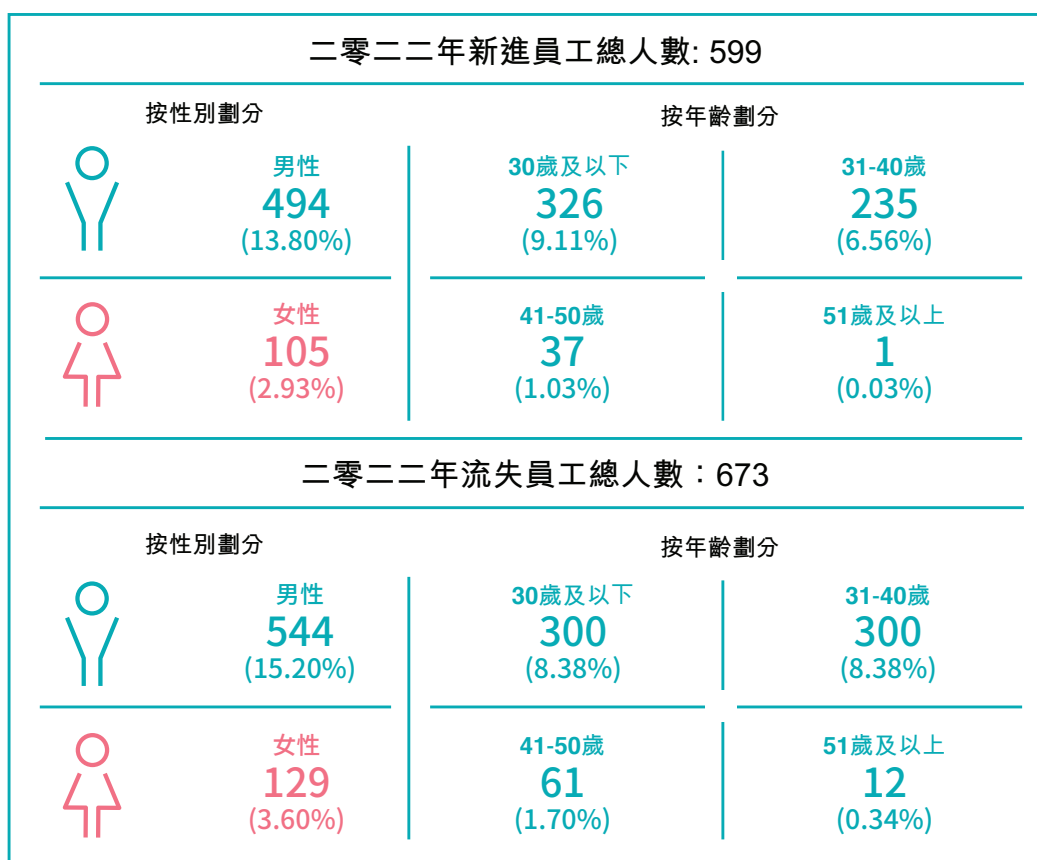 二零二二年新進員工總人數: 599
按性別劃分
按年齡劃分
男性
494
(13.80%)
30歲及以下
326
(9.11%)
31-40歲
235
(6.56%)
女性
105
(2.93%)
41-50歲
37
(1.03%)
51歲及以上
1
(0.03%)
二零二二年流失員工總人數：673
按性別劃分
按年齡劃分
男性
544
(15.20%)
30歲及以下
300
(8.38%)
31-40歲
300
(8.38%)
女性
129
(3.60%)
41-50歲
61
(1.70%)
51歲及以上
12
(0.34%)